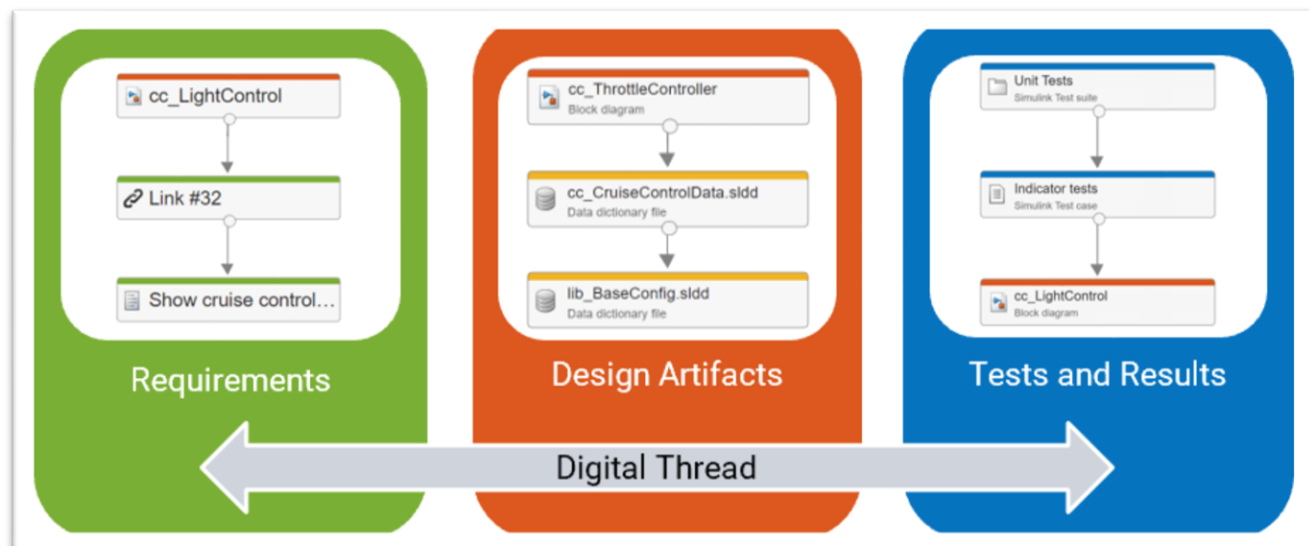 cc_LightControl
Link #32
Show cruise control...
Requirements
cc_ThrottleController
Block diagram
cc_CruiseControlData.sldd
Data dictionary file
lib_BaseConfig.sldd
Data dictionary file
Design Artifacts
Unit Tests
Simulink Test suite
Indicator tests
Simulink Test case
cc_LightControl
Block diagram
Tests and Results
Digital Thread